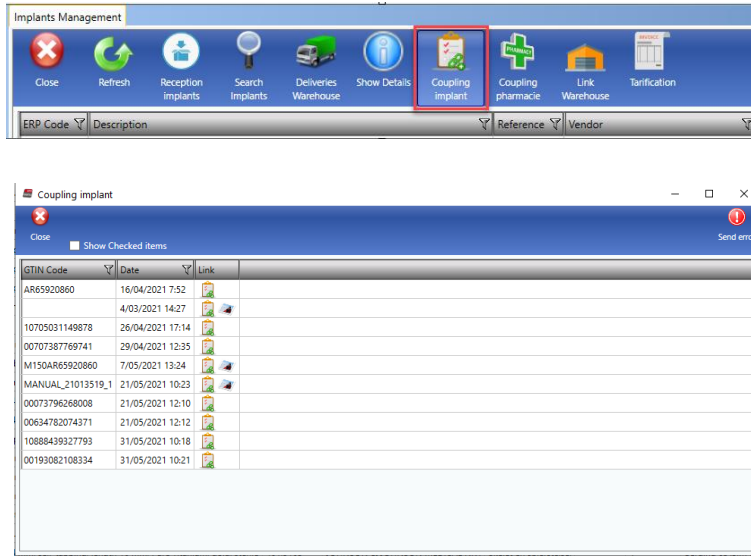 Implants Management
Close Refresh Reception implants Search Implants Deliveries Warehouse Show Details Coupling implant Coupling pharmacie Link Warehouse Tarification
PHARMACY
INVOICE
ERP Code Description Reference Vendor
Coupling implant
Close
Show Checked items
Send erro
GTIN Code Date Link
AR65920860 16/04/2021 7:52
4/03/2021 14:27
10705031149878 26/04/2021 17:14
00707387769741 29/04/2021 12:35
M150AR65920860 7/05/2021 13:24
MANUAL_21013519_1 21/05/2021 10:23
00073796268008 21/05/2021 12:10
00634782074371 21/05/2021 12:12
10888439327793 31/05/2021 10:18
00193082108334 31/05/2021 10:21